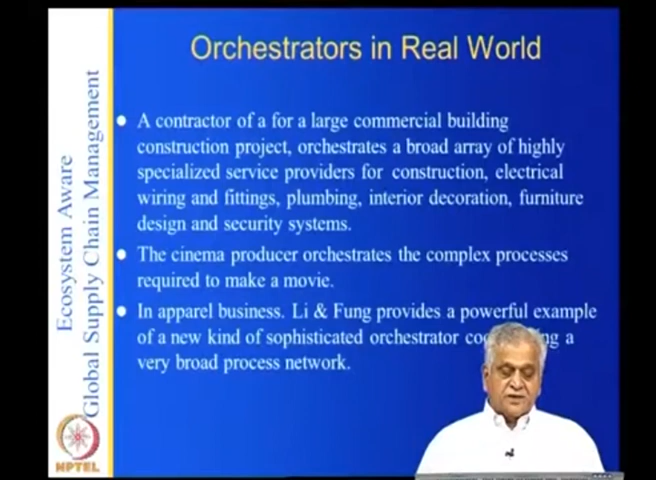 Orchestrators in Real World
Ecosystem Aware
Global Supply Chain Management
A contractor of a for a large commercial building
construction project, orchestrates a broad array of highly
specialized service providers for construction, electrical
wiring and fittings, plumbing, interior decoration, furniture
design and security systems.
The cinema producer orchestrates the complex processes
required to make a movie.
In apparel business. Li & Fung provides a powerful example
of a new kind of sophisticated orchestrator a
very broad process network.
NPTEL